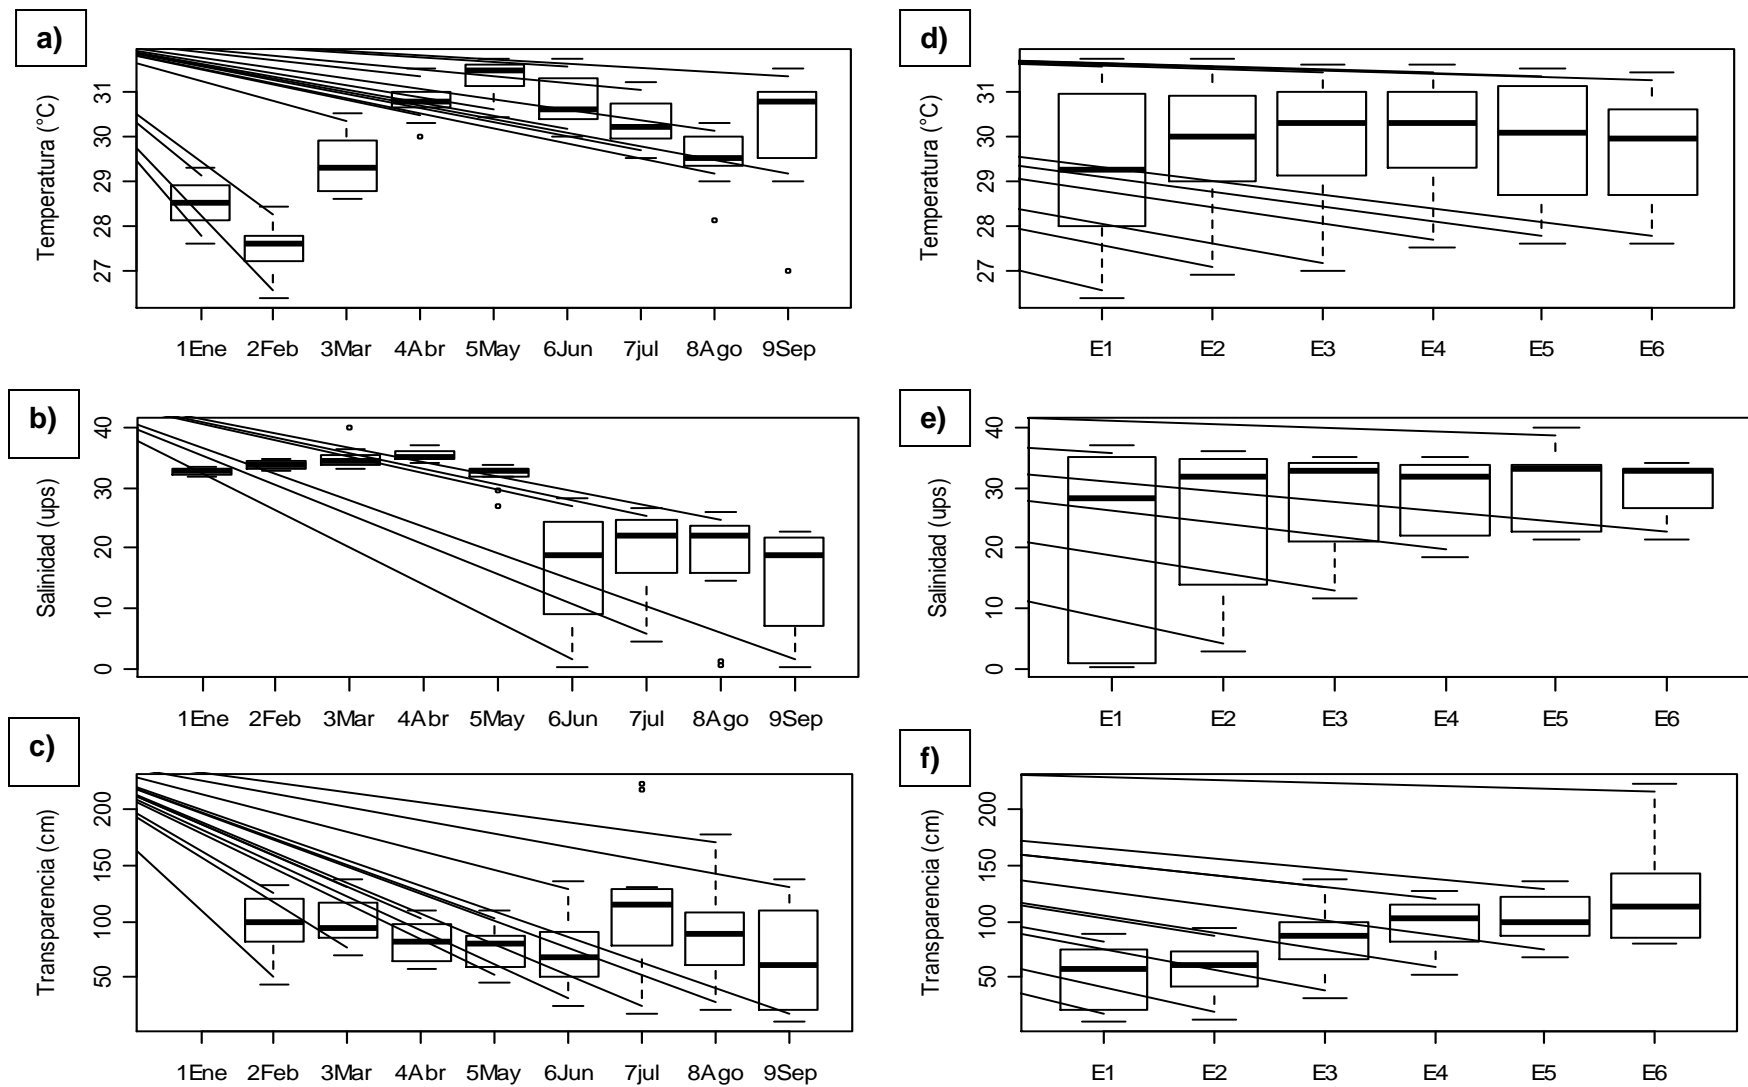 a)
Temperatura (°C)
31
30
29
28
27
1Ene 2Feb 3Mar 4Abr 5May 6Jun 7jul 8Ago 9Sep
d)
Temperatura (°C)
31
30
29
28
27
E1 E2 E3 E4 E5 E6
b)
Salinidad (ups)
40
30
20
10
0
1Ene 2Feb 3Mar 4Abr 5May 6Jun 7jul 8Ago 9Sep
e)
Salinidad (ups)
40
30
20
10
0
E1 E2 E3 E4 E5 E6
c)
Transparencia (cm)
200
150
100
50
1Ene 2Feb 3Mar 4Abr 5May 6Jun 7jul 8Ago 9Sep
f)
Transparencia (cm)
200
150
100
50
E1 E2 E3 E4 E5 E6